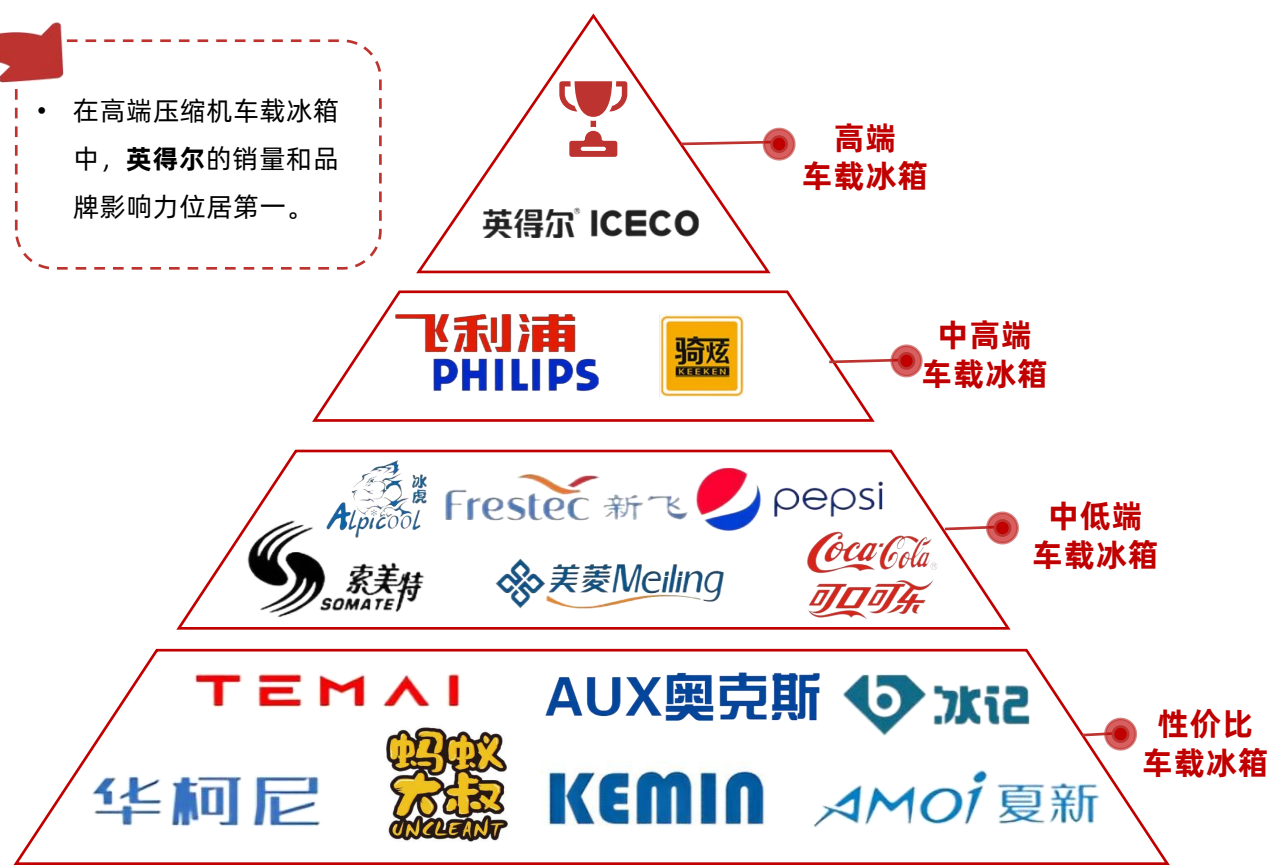 • 在高端压缩机车载冰箱
中，英得尔的销量和品
牌影响力位居第一。
英得尔® ICECO
高端
车载冰箱
飞利浦
PHILIPS
骑炫
KEEKEN
中高端
车载冰箱
冰虎
Alpicool
Frestec 新飞
pepsi
索美特
SOMATE
美菱Meiling
Coca-Cola
可口可乐
中低端
车载冰箱
TEMAI
AUX奥克斯
冰记
华柯尼
蚂蚁
大叔
UNCLEANT
KEMIN
AMOI 夏新
性价比
车载冰箱